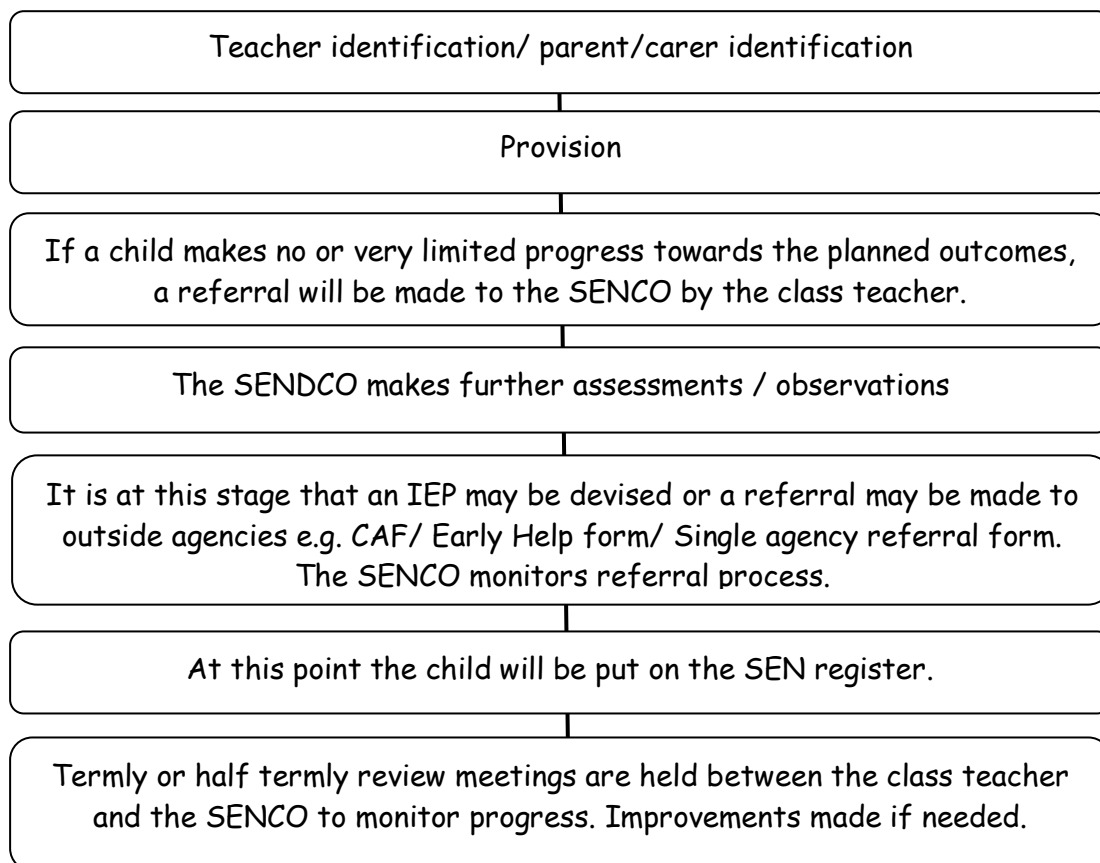 Teacher identification/ parent/carer identification
Provision
If a child makes no or very limited progress towards the planned outcomes,
a referral will be made to the SENCO by the class teacher.
The SENDCO makes further assessments / observations
It is at this stage that an IEP may be devised or a referral may be made to
outside agencies e.g. CAF/ Early Help form/ Single agency referral form.
The SENCO monitors referral process.
At this point the child will be put on the SEN register.
Termly or half termly review meetings are held between the class teacher
and the SENCO to monitor progress. Improvements made if needed.